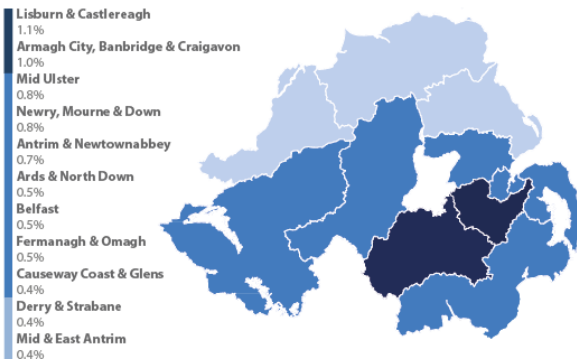 Lisburn & Castlereagh
1.1%
Armagh City, Banbridge & Craigavon
1.0%
Mid Ulster
0.8%
Newry, Mourne & Down
0.8%
Antrim & Newtownabbey
0.7%
Ards & North Down
0.5%
Belfast
0.5%
Fermanagh & Omagh
0.5%
Causeway Coast & Glens
0.4%
Derry & Strabane
0.4%
Mid & East Antrim
0.4%